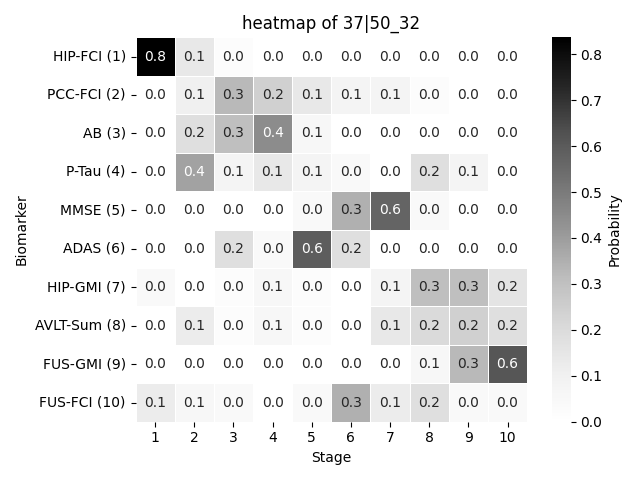 heatmap of 37|50_32
HIP-FCI (1) 0.8 0.1 0.0 0.0 0.0 0.0 0.0 0.0 0.0 0.0
PCC-FCI (2) 0.0 0.1 0.3 0.2 0.1 0.1 0.1 0.0 0.0 0.0
AB (3) 0.0 0.2 0.3 0.4 0.1 0.0 0.0 0.0 0.0 0.0
P-Tau (4) 0.0 0.4 0.1 0.1 0.1 0.0 0.0 0.2 0.1 0.0
MMSE (5) 0.0 0.0 0.0 0.0 0.0 0.3 0.6 0.0 0.0 0.0
ADAS (6) 0.0 0.0 0.2 0.0 0.6 0.2 0.0 0.0 0.0 0.0
HIP-GMI (7) 0.0 0.0 0.0 0.1 0.0 0.0 0.1 0.3 0.3 0.2
AVLT-Sum (8) 0.0 0.1 0.0 0.1 0.0 0.0 0.1 0.2 0.2 0.2
FUS-GMI (9) 0.0 0.0 0.0 0.0 0.0 0.0 0.0 0.1 0.3 0.6
FUS-FCI (10) 0.1 0.1 0.0 0.0 0.0 0.3 0.1 0.2 0.0 0.0
1 2 3 4 5 6 7 8 9 10
Stage
Biomarker
0.8
0.7
0.6
0.5
0.4
0.3
0.2
0.1
0.0
Probability